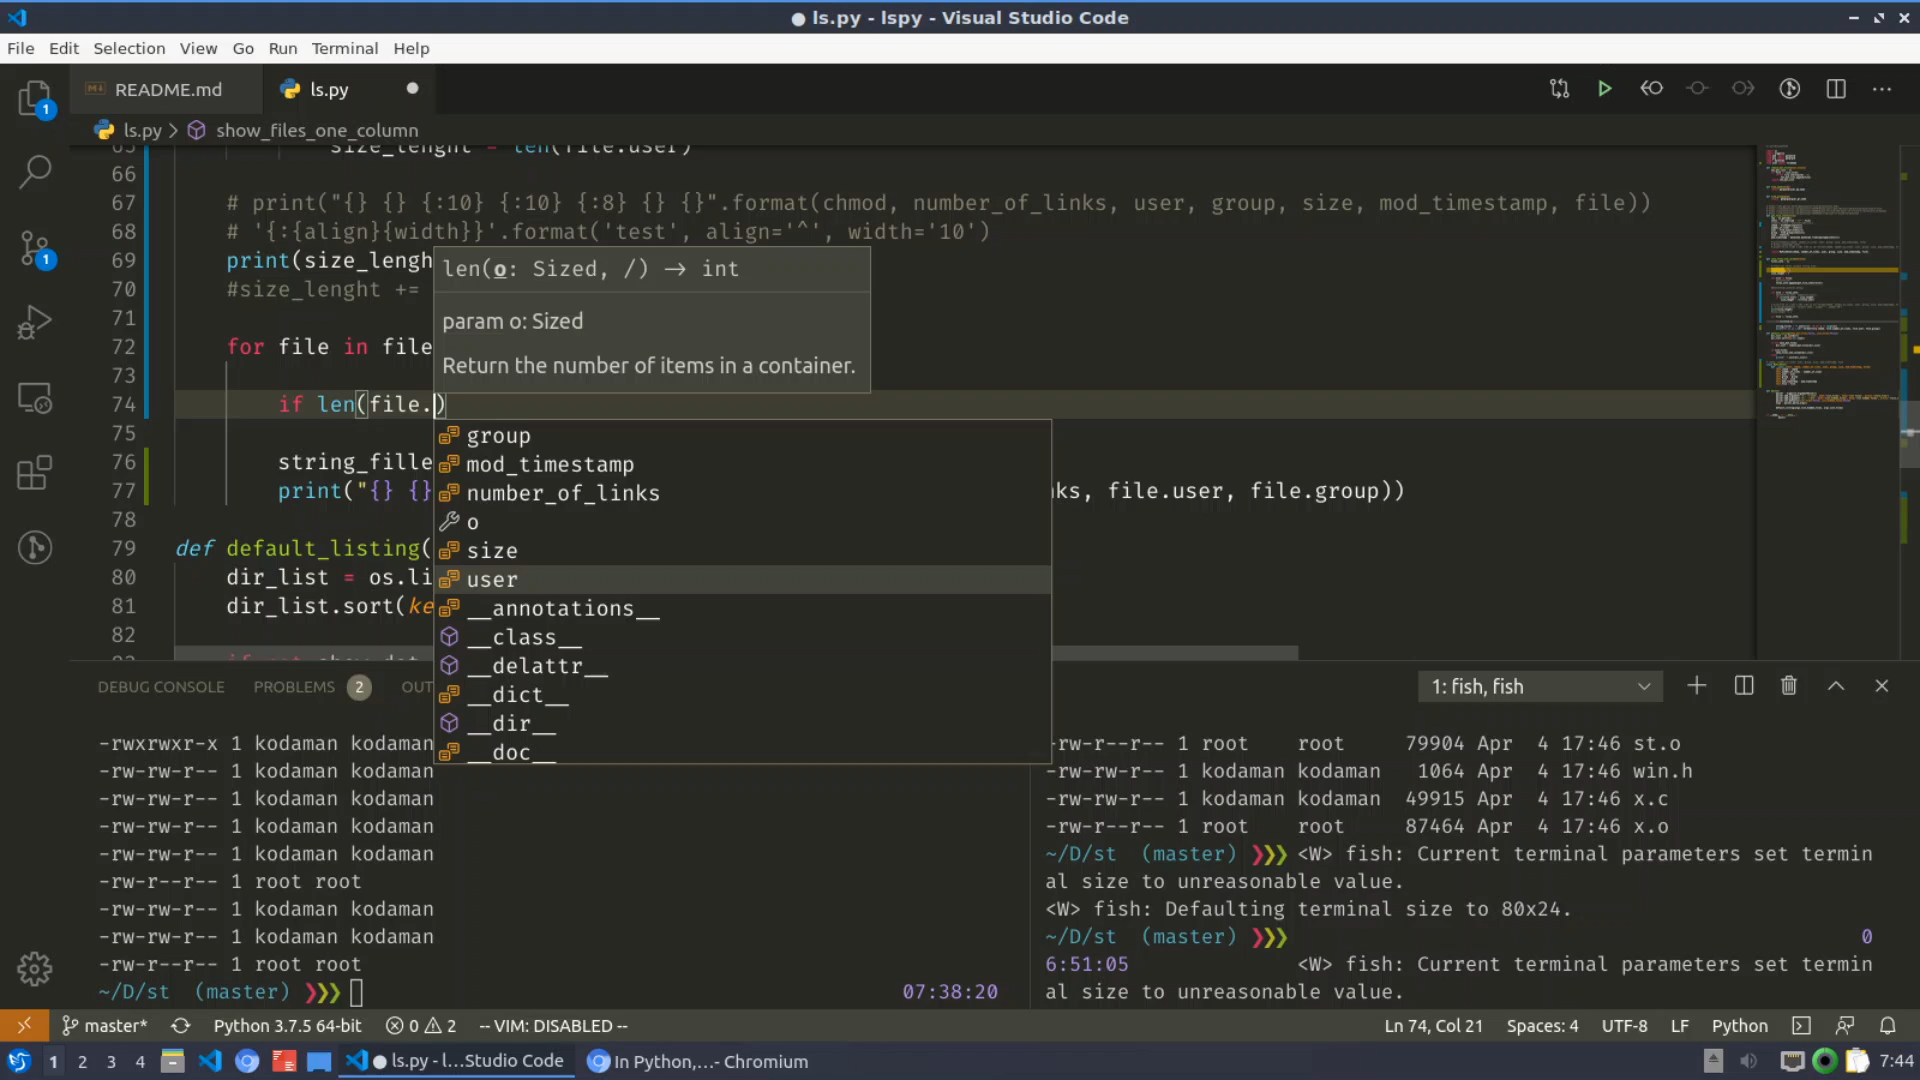 ● ls.py - lspy - Visual Studio Code
File Edit Selection View Go Run Terminal Help
README.md ls.py ●
ls.py > show_files_one_column
65 size_lenght = len(file.user)
66
67 # print("{} {} {:10} {:10} {:8} {} {}".format(chmod, number_of_links, user, group, size, mod_timestamp, file))
68 # '{:{align}{width}}'.format('test', align='^', width='10')
69 print(size_lengh
70 #size_lenght +=
71
72 for file in file
73
74 if len(file.)
75
76 string_fille
77 print("{} {} ks, file.user, file.group))
78
79 def default_listing(
80 dir_list = os.li
81 dir_list.sort(ke
82
len(o: Sized, /) → int
param o: Sized
Return the number of items in a container.
group
mod_timestamp
number_of_links
o
size
user
__annotations__
__class__
__delattr__
__dict__
__dir__
__doc__
DEBUG CONSOLE PROBLEMS 2 OUT
1: fish, fish
-rwxrwxr-x 1 kodaman kodaman
-rw-rw-r-- 1 kodaman kodaman
-rw-rw-r-- 1 kodaman kodaman
-rw-rw-r-- 1 kodaman kodaman
-rw-rw-r-- 1 kodaman kodaman
-rw-r--r-- 1 root root
-rw-rw-r-- 1 kodaman kodaman
-rw-rw-r-- 1 kodaman kodaman
-rw-r--r-- 1 root root
~/D/st (master) ❯❯❯ 07:38:20
-rw-r--r-- 1 root root 79904 Apr 4 17:46 st.o
-rw-rw-r-- 1 kodaman kodaman 1064 Apr 4 17:46 win.h
-rw-rw-r-- 1 kodaman kodaman 49915 Apr 4 17:46 x.c
-rw-r--r-- 1 root root 87464 Apr 4 17:46 x.o
~/D/st (master) ❯❯❯ <W> fish: Current terminal parameters set termin
al size to unreasonable value.
<W> fish: Defaulting terminal size to 80x24.
~/D/st (master) ❯❯❯ 0
6:51:05 <W> fish: Current terminal parameters set termin
al size to unreasonable value.
master* Python 3.7.5 64-bit 0 2 -- VIM: DISABLED -- Ln 74, Col 21 Spaces: 4 UTF-8 LF Python
1 2 3 4 ● ls.py - l...Studio Code In Python,...- Chromium 7:44